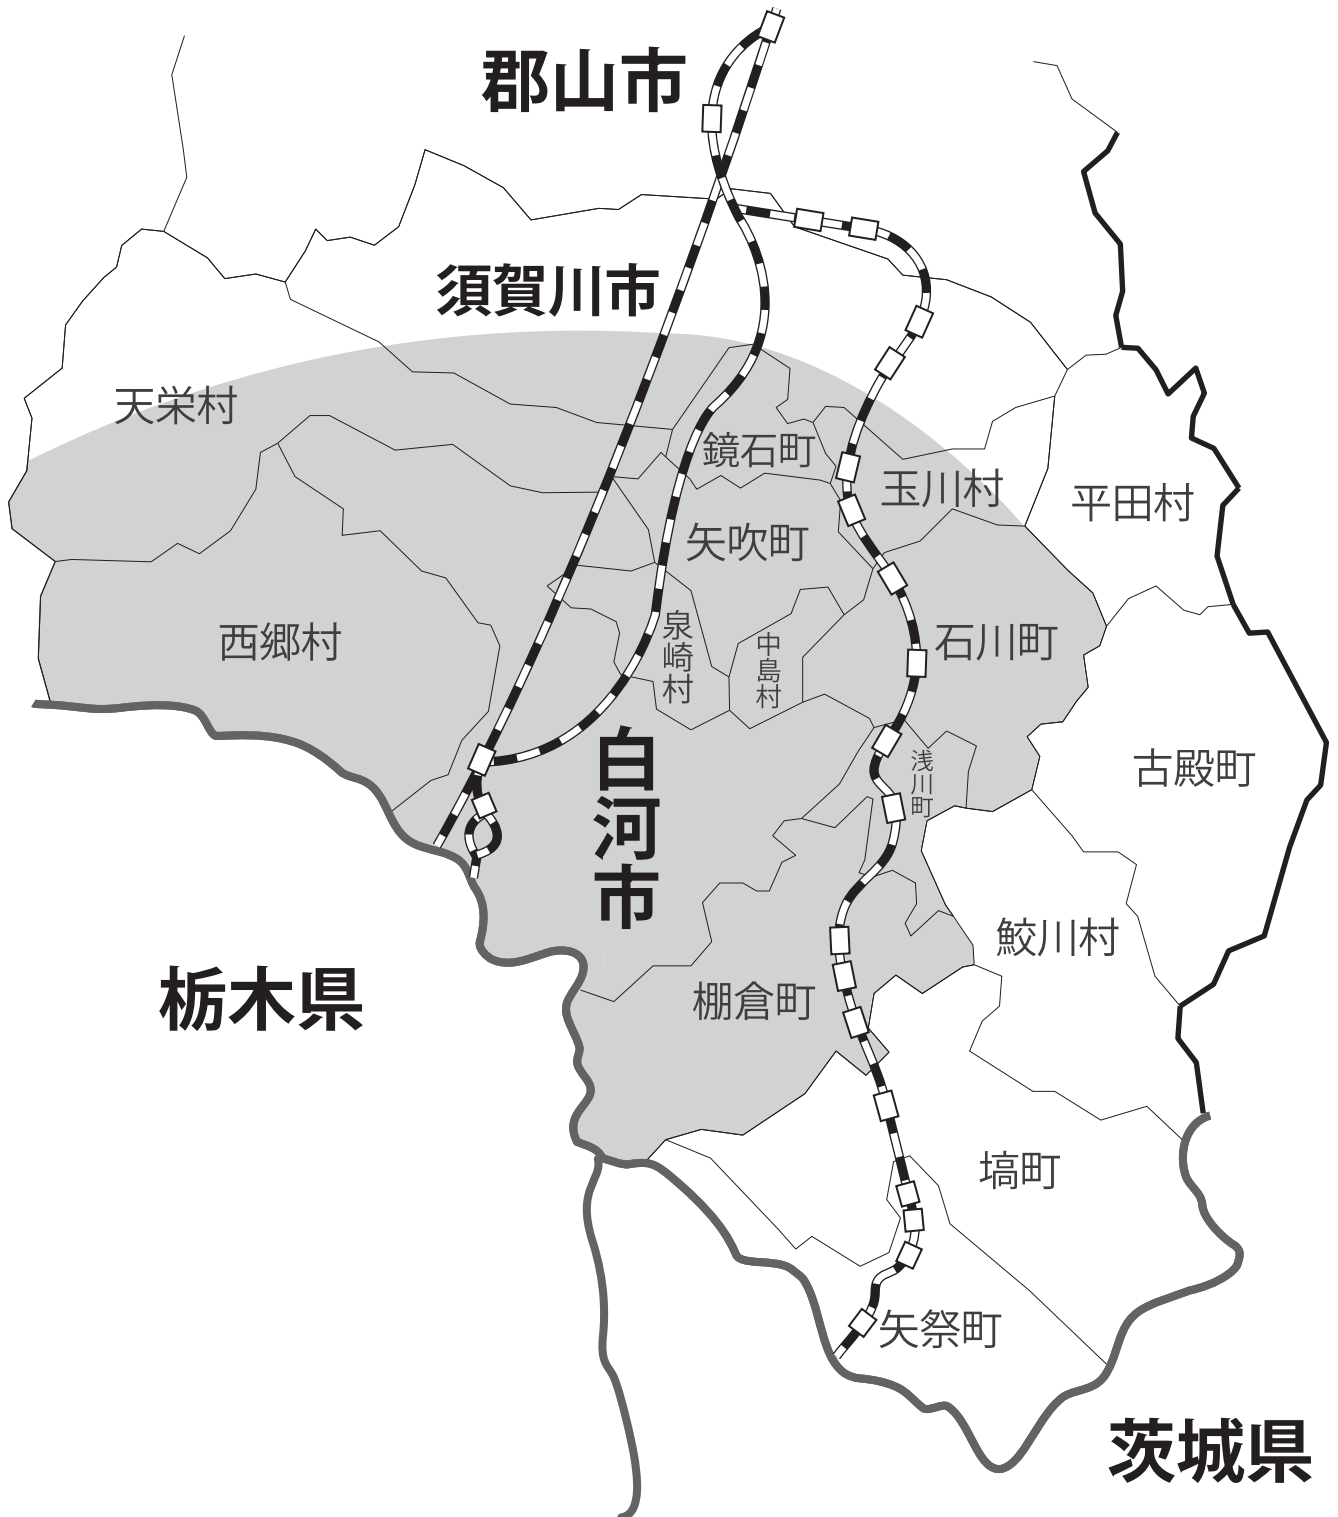 郡山市
須賀川市
天栄村
鏡石町
玉川村
平田村
矢吹町
西郷村
泉崎村
中島村
石川町
白河市
浅川町
古殿町
鮫川村
棚倉町
栃木県
塙町
矢祭町
茨城県